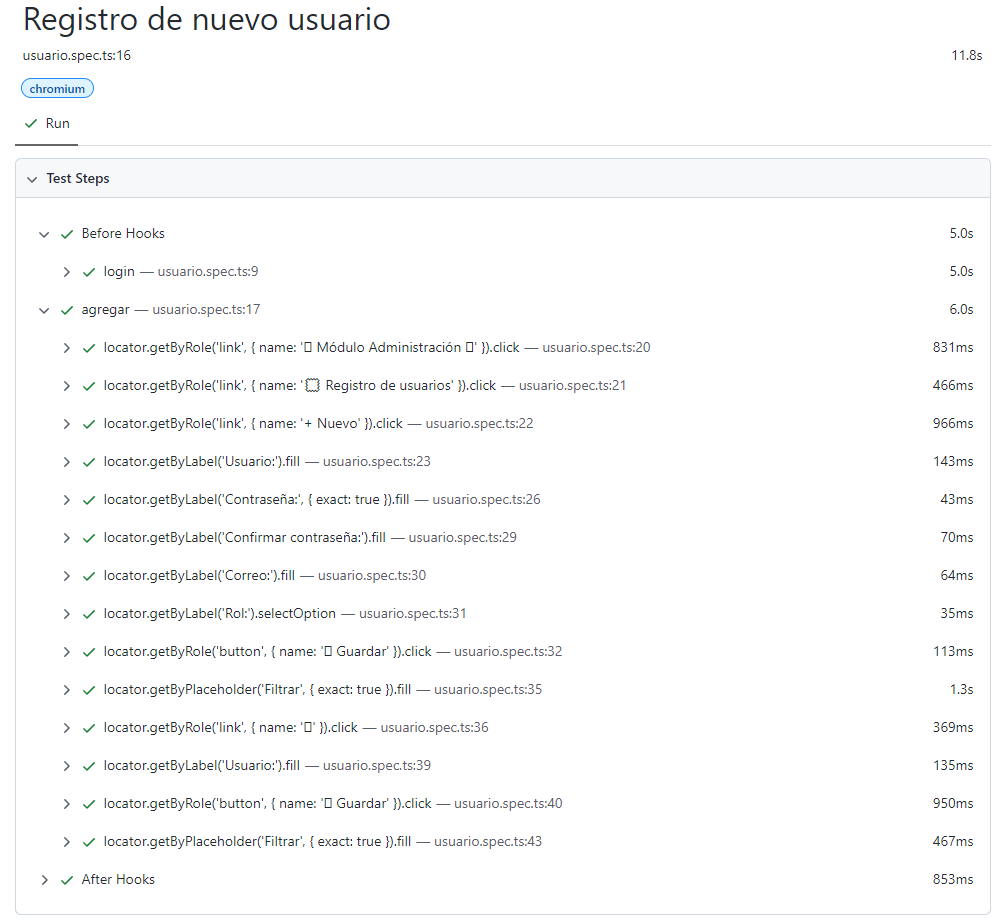 Registro de nuevo usuario
usuario.spec.ts:16 11.8s
chromium
Run
Test Steps
Before Hooks 5.0s
login — usuario.spec.ts:9 5.0s
agregar — usuario.spec.ts:17 6.0s
locator.getByRole('link', { name: '▯ Módulo Administración ▯' }).click — usuario.spec.ts:20 831ms
locator.getByRole('link', { name: '▯ Registro de usuarios' }).click — usuario.spec.ts:21 466ms
locator.getByRole('link', { name: '+ Nuevo' }).click — usuario.spec.ts:22 966ms
locator.getByLabel('Usuario:').fill — usuario.spec.ts:23 143ms
locator.getByLabel('Contraseña:', { exact: true }).fill — usuario.spec.ts:26 43ms
locator.getByLabel('Confirmar contraseña:').fill — usuario.spec.ts:29 70ms
locator.getByLabel('Correo:').fill — usuario.spec.ts:30 64ms
locator.getByLabel('Rol:').selectOption — usuario.spec.ts:31 35ms
locator.getByRole('button', { name: '▯ Guardar' }).click — usuario.spec.ts:32 113ms
locator.getByPlaceholder('Filtrar', { exact: true }).fill — usuario.spec.ts:35 1.3s
locator.getByRole('link', { name: '▯' }).click — usuario.spec.ts:36 369ms
locator.getByLabel('Usuario:').fill — usuario.spec.ts:39 135ms
locator.getByRole('button', { name: '▯ Guardar' }).click — usuario.spec.ts:40 950ms
locator.getByPlaceholder('Filtrar', { exact: true }).fill — usuario.spec.ts:43 467ms
After Hooks 853ms